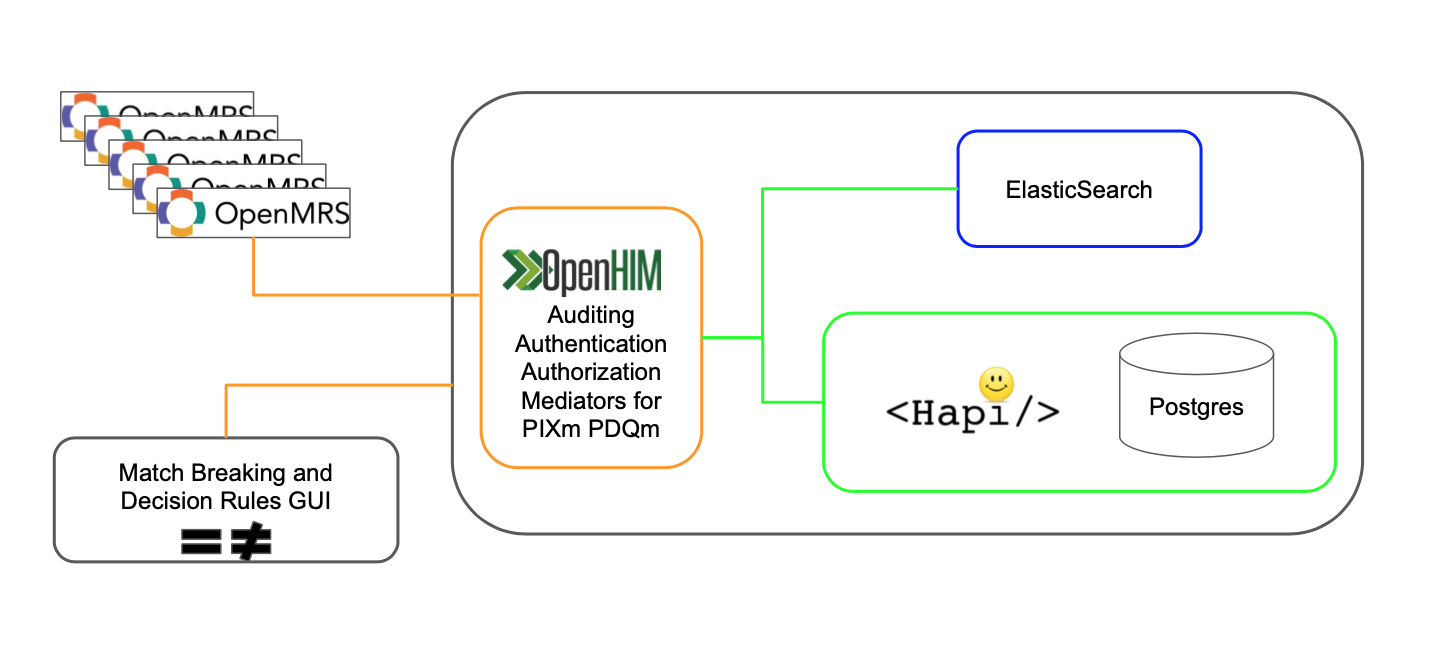 OpenMRS
OpenMRS
OpenMRS
OpenMRS
OpenMRS
OpenHIM
Auditing
Authentication
Authorization
Mediators for
PIXm PDQm
ElasticSearch
<Hapi/>
Postgres
Match Breaking and
Decision Rules GUI
= ≠